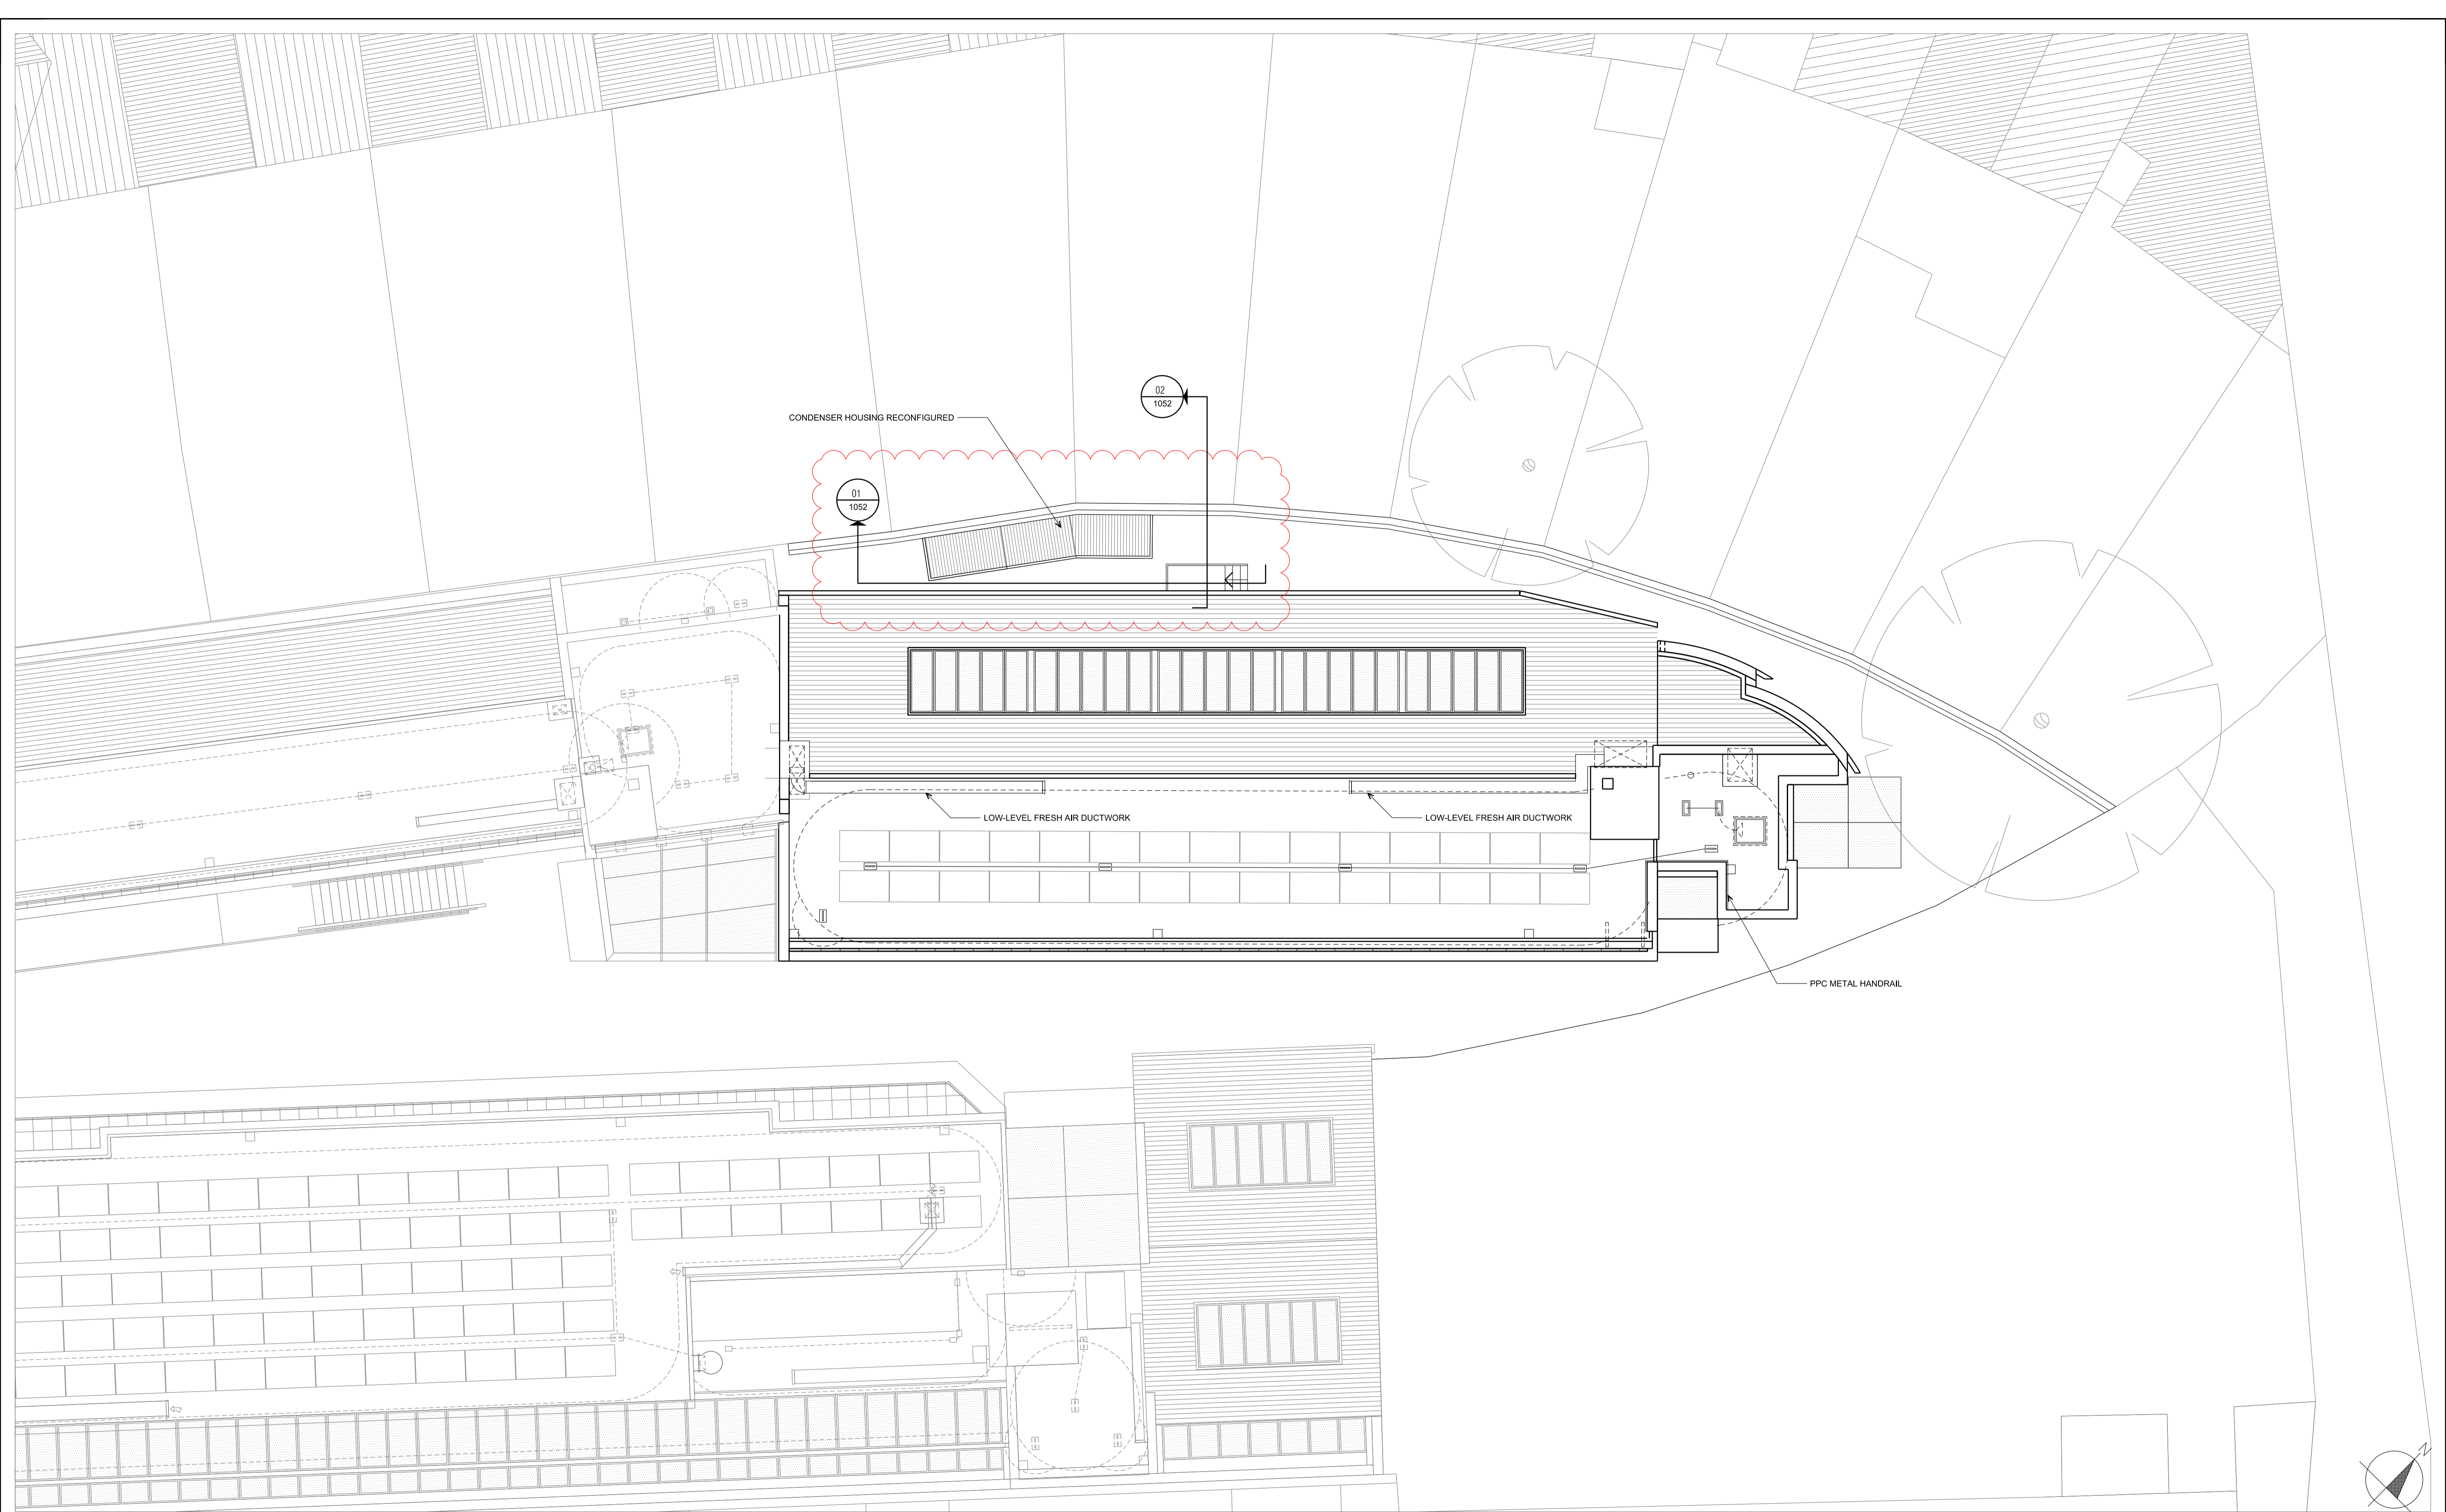 02
1052
CONDENSER HOUSING RECONFIGURED
01
1052
LOW-LEVEL FRESH AIR DUCTWORK
LOW-LEVEL FRESH AIR DUCTWORK
PPC METAL HANDRAIL
N